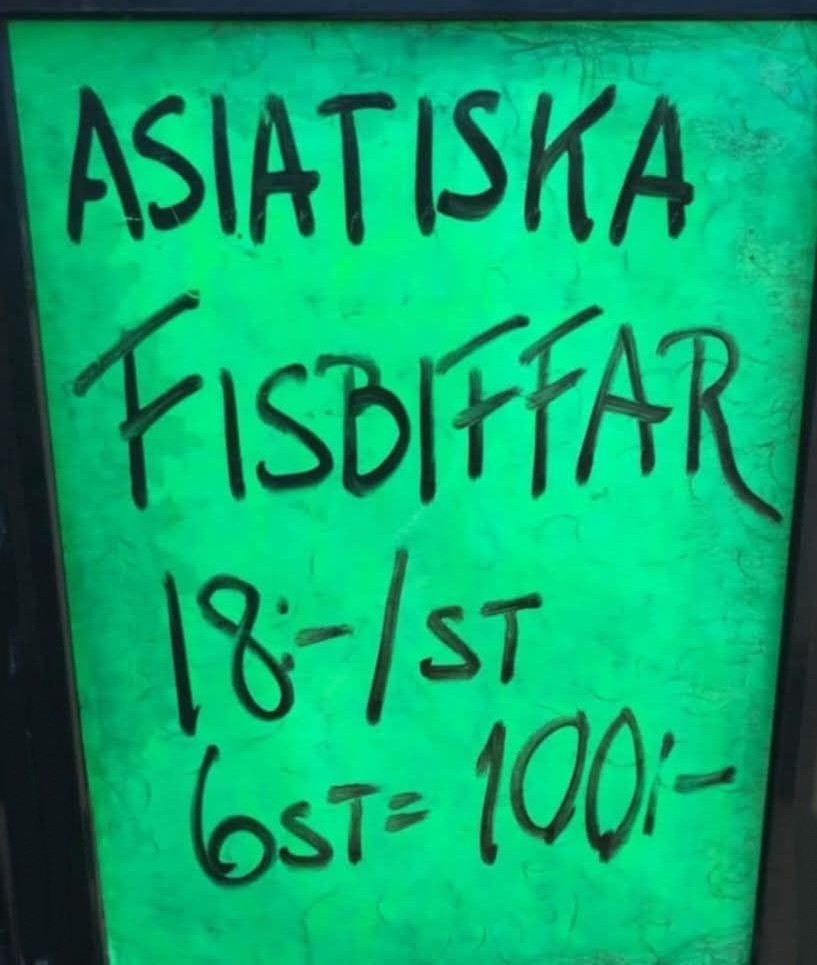 ASIATISKA
FISBIFFAR
18:-/ST
6ST= 100:-